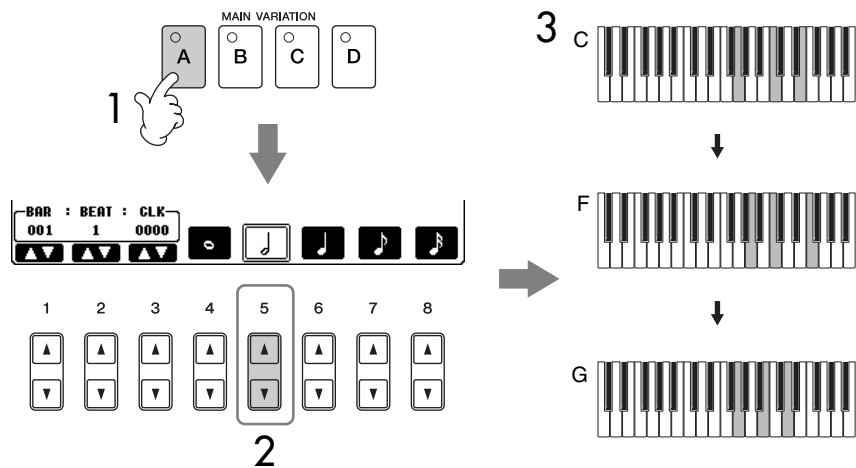 MAIN VARIATION
A B C D
1
BAR : BEAT : CLK
001 1 0000
1 2 3 4 5 6 7 8
2
3
C
F
G